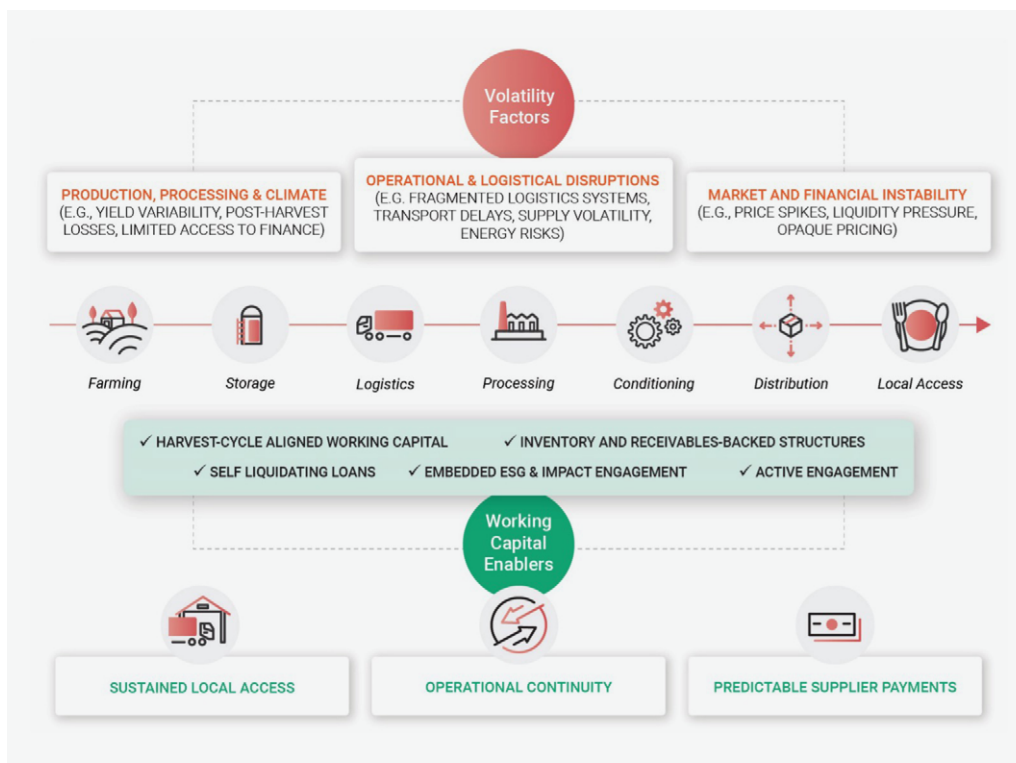 Volatility
Factors
PRODUCTION, PROCESSING & CLIMATE
(E.G., YIELD VARIABILITY, POST-HARVEST
LOSSES, LIMITED ACCESS TO FINANCE)
OPERATIONAL & LOGISTICAL DISRUPTIONS
(E.G. FRAGMENTED LOGISTICS SYSTEMS,
TRANSPORT DELAYS, SUPPLY VOLATILITY,
ENERGY RISKS)
MARKET AND FINANCIAL INSTABILITY
(E.G., PRICE SPIKES, LIQUIDITY PRESSURE,
OPAQUE PRICING)
Farming
Storage
Logistics
Processing
Conditioning
Distribution
Local Access
✓ HARVEST-CYCLE ALIGNED WORKING CAPITAL
✓ INVENTORY AND RECEIVABLES-BACKED STRUCTURES
✓ SELF LIQUIDATING LOANS
✓ EMBEDDED ESG & IMPACT ENGAGEMENT
✓ ACTIVE ENGAGEMENT
Working
Capital
Enablers
SUSTAINED LOCAL ACCESS
OPERATIONAL CONTINUITY
PREDICTABLE SUPPLIER PAYMENTS